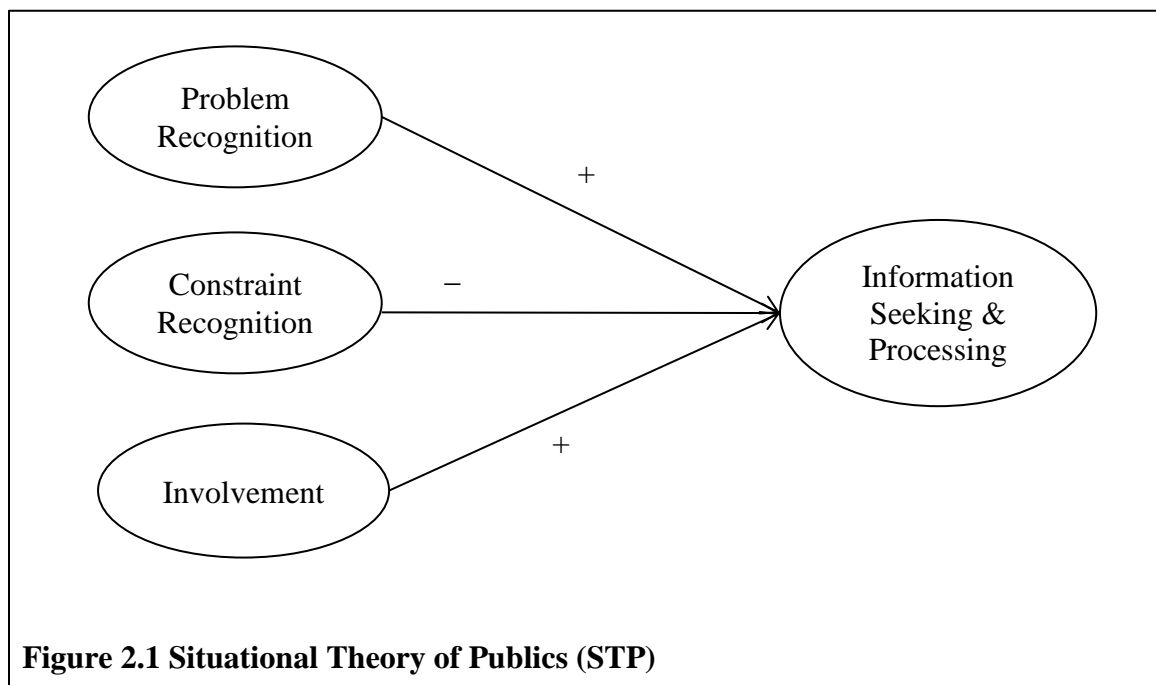 Problem
Recognition
+
Constraint
Recognition
−
Information
Seeking &
Processing
Involvement
+
Figure 2.1 Situational Theory of Publics (STP)